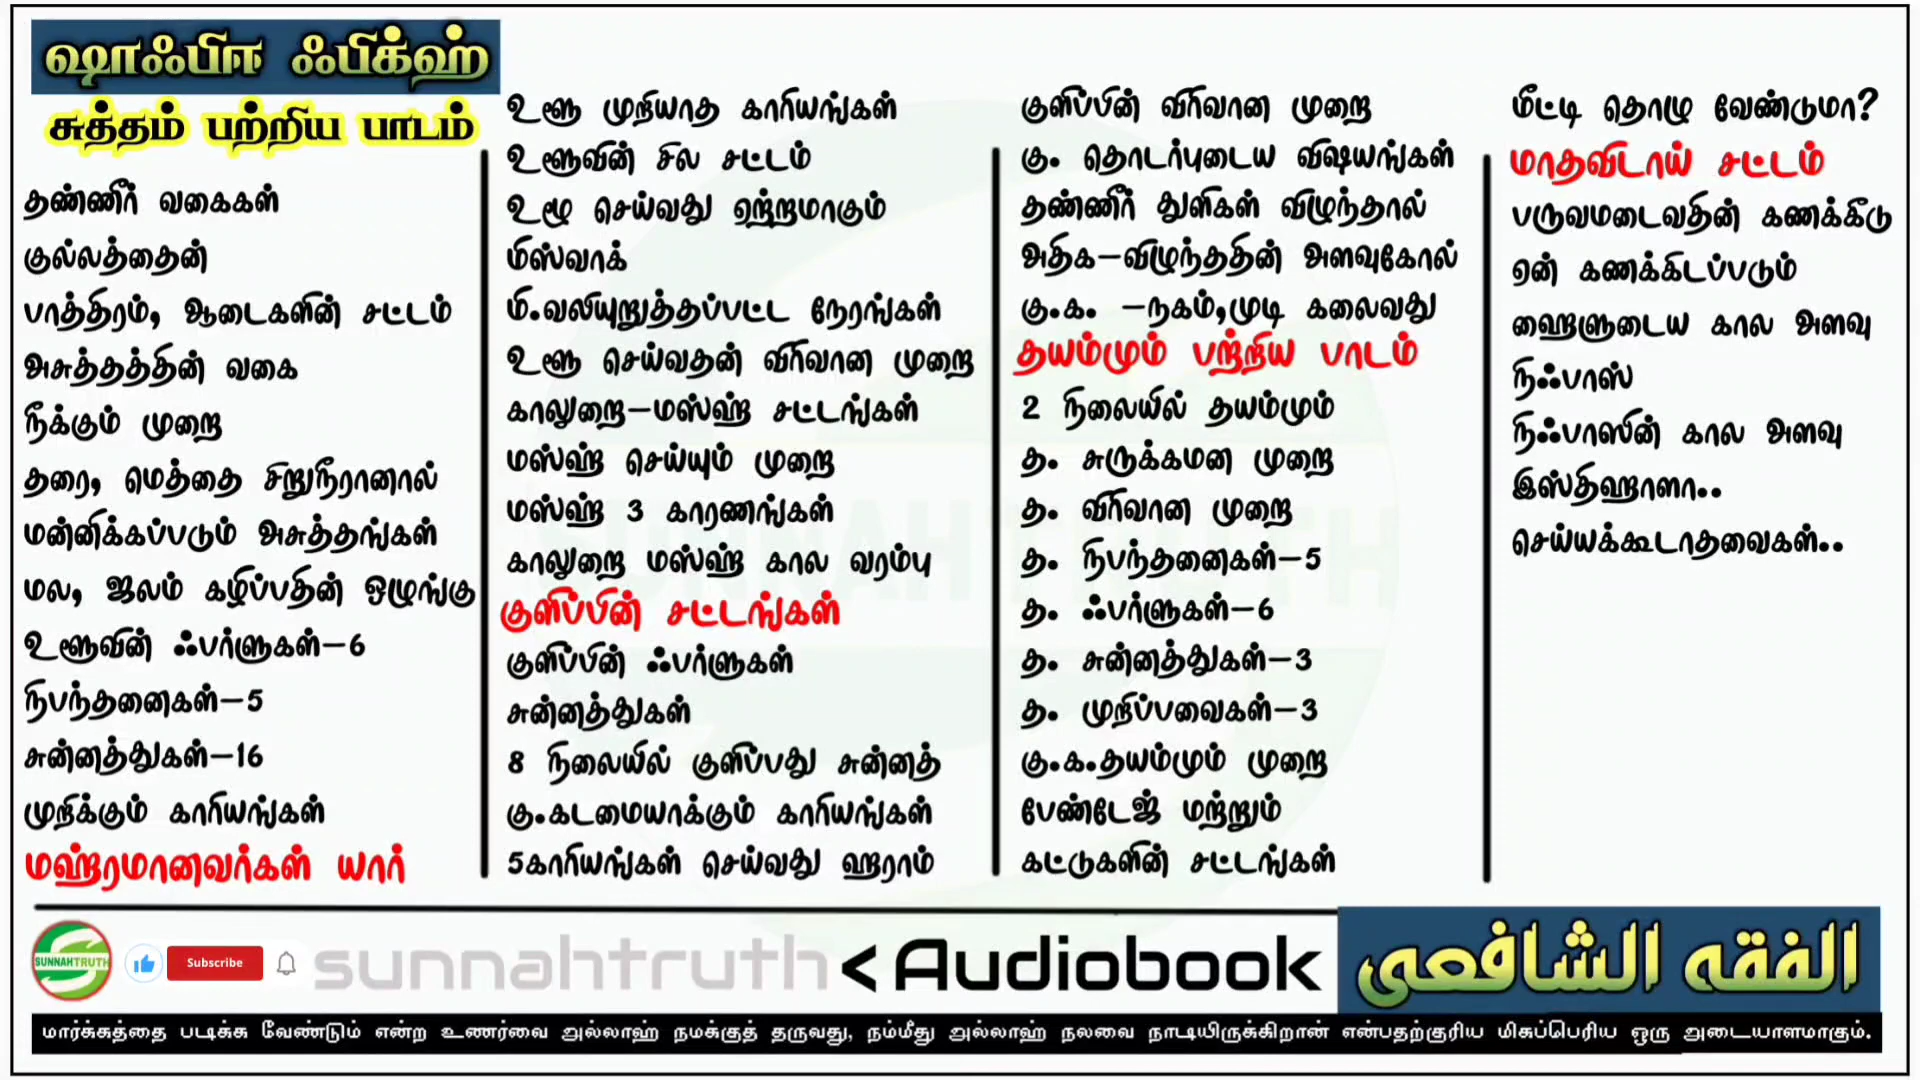 ஷாஃபிஈ ஃபிக்ஹ்
சுத்தம் பற்றிய பாடம்
தண்ணீர் வகைகள்
குல்லத்தைன்
பாத்திரம், ஆடைகளின் சட்டம்
அசுத்தத்தின் வகை
நீக்கும் முறை
தரை, மெத்தை சிறுநீரானால்
மன்னிக்கப்படும் அசுத்தங்கள்
மல, ஜலம் கழிப்பதின் ஒழுங்கு
உளூவின் ஃபர்ளுகள்-6
நிபந்தனைகள்-5
சுன்னத்துகள்-16
முறிக்கும் காரியங்கள்
மஹ்ரமானவர்கள் யார்
உளூ முறியாத காரியங்கள்
உளூவின் சில சட்டம்
உழூ செய்வது ஏற்றமாகும்
மிஸ்வாக்
மி.வலியுறுத்தப்பட்ட நேரங்கள்
உளூ செய்வதன் விரிவான முறை
காலுறை-மஸ்ஹ் சட்டங்கள்
மஸ்ஹ் செய்யும் முறை
மஸ்ஹ் 3 காரணங்கள்
காலுறை மஸ்ஹ் கால வரம்பு
குளிப்பின் சட்டங்கள்
குளிப்பின் ஃபர்ளுகள்
சுன்னத்துகள்
8 நிலையில் குளிப்பது சுன்னத்
கு.கடமையாக்கும் காரியங்கள்
5காரியங்கள் செய்வது ஹராம்
குளிப்பின் விரிவான முறை
கு. தொடர்புடைய விஷயங்கள்
தண்ணீர் துளிகள் விழுந்தால்
அதிக-விழுந்ததின் அளவுகோல்
கு.க. -நகம்,முடி களைவது
தயம்மும் பற்றிய பாடம்
2 நிலையில் தயம்மும்
த. சுருக்கமன முறை
த. விரிவான முறை
த. நிபந்தனைகள்-5
த. ஃபர்ளுகள்-6
த. சுன்னத்துகள்-3
த. முறிப்பவைகள்-3
கு.க.தயம்மும் முறை
பேண்டேஜ் மற்றும்
கட்டுகளின் சட்டங்கள்
மீட்டி தொழ வேண்டுமா?
மாதவிடாய் சட்டம்
பருவமடைவதின் கணக்கீடு
ஏன் கணக்கிடப்படும்
ஹைளுடைய கால அளவு
நிஃபாஸ்
நிஃபாஸின் கால அளவு
இஸ்திஹாளா..
செய்யக்கூடாதவைகள்..
SUNNAHTRUTH
SUNNAHTRUTH
Subscribe
sunnahtruth < Audiobook
الفقه الشافعي
மார்க்கத்தை படிக்க வேண்டும் என்ற உணர்வை அல்லாஹ் நமக்குத் தருவது, நம்மீது அல்லாஹ் நலவை நாடியிருக்கிறான் என்பதற்குரிய மிகப்பெரிய ஒரு அடையாளமாகும்.